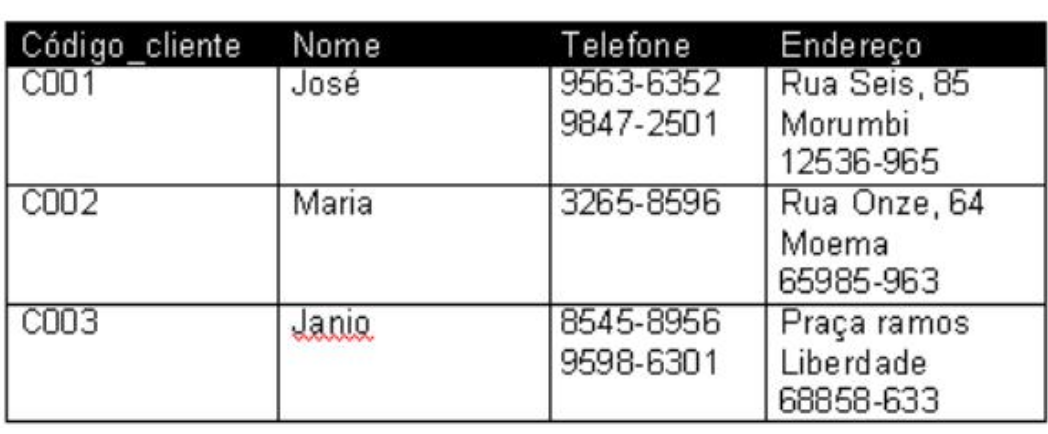 Código_cliente Nome Telefone Endereço
C001 José 9563-6352 Rua Seis, 85
9847-2501 Morumbi
12536-965
C002 Maria 3265-8596 Rua Onze, 64
Moema
65985-963
C003 Janio 8545-8956 Praça ramos
9598-6301 Liberdade
68858-633